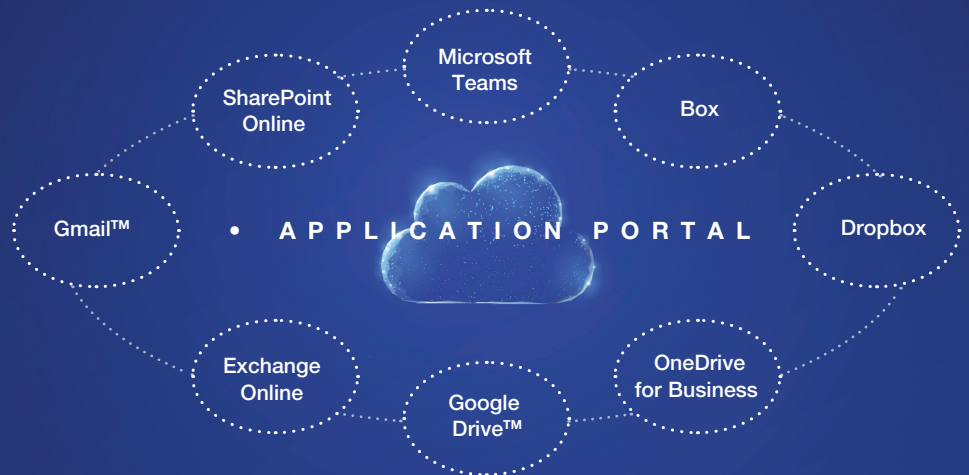 Microsoft
Teams
SharePoint
Online
Box
Gmail™
• APPLICATION PORTAL
Dropbox
Exchange
Online
Google
Drive™
OneDrive
for Business